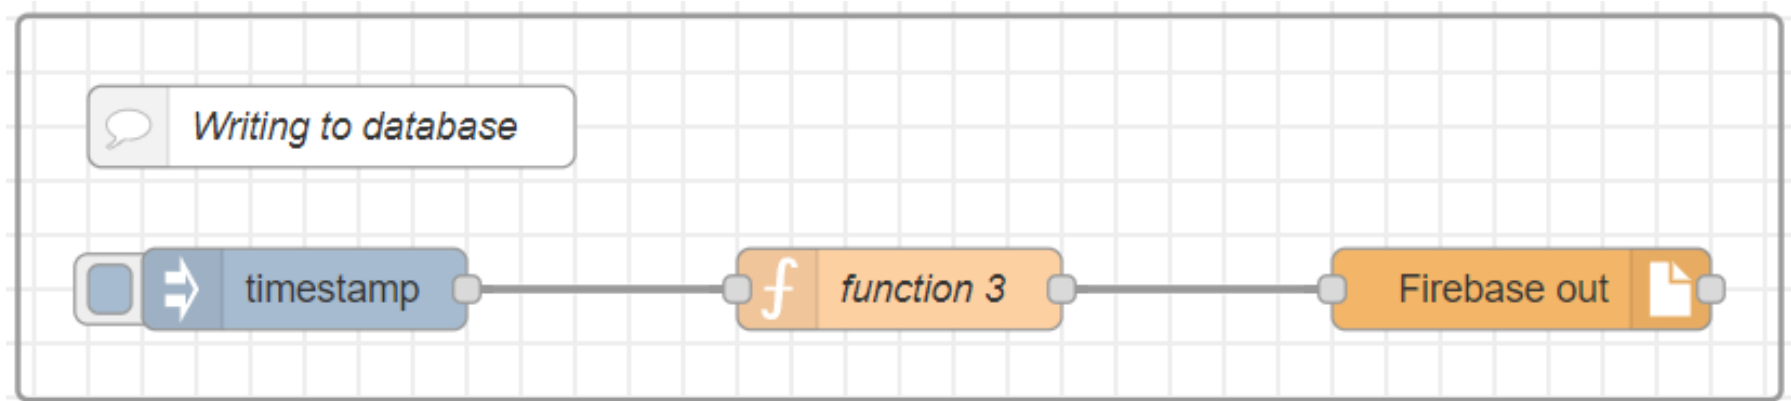 Writing to database
timestamp
function 3
Firebase out